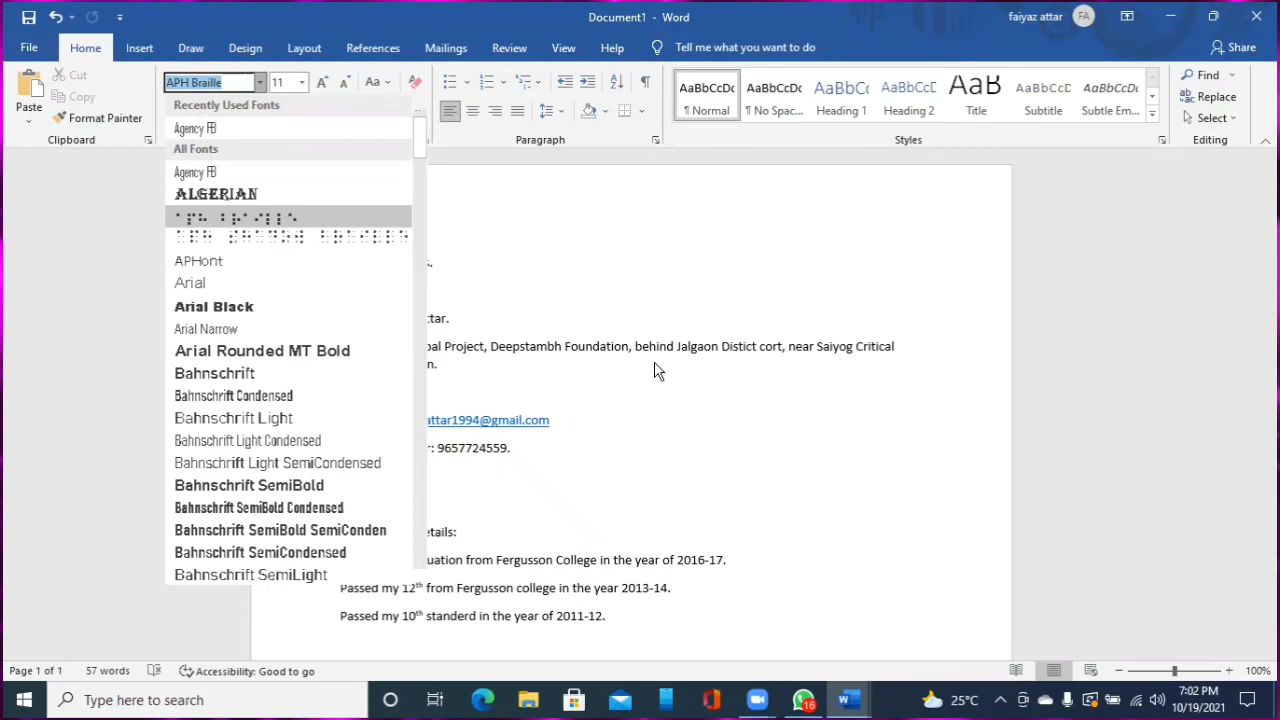 Document1 - Word
faiyaz attar
FA
File
Home
Insert
Draw
Design
Layout
References
Mailings
Review
View
Help
Tell me what you want to do
Share
Paste
Cut
Copy
Format Painter
Clipboard
APH Braille
11
Aa
Paragraph
AaBbCcDc
¶ Normal
AaBbCcDc
¶ No Spac...
AaBbC
Heading 1
AaBbCcD
Heading 2
AaB
Title
AaBbCcD
Subtitle
AaBbCcDc
Subtle Em...
Styles
Find
Replace
Select
Editing
Recently Used Fonts
Agency FB
All Fonts
Agency FB
ALGERIAN
⠁⠏⠓ ⠃⠗⠁⠊⠇⠇⠑
APHont
Arial
Arial Black
Arial Narrow
Arial Rounded MT Bold
Bahnschrift
Bahnschrift Condensed
Bahnschrift Light
Bahnschrift Light Condensed
Bahnschrift Light SemiCondensed
Bahnschrift SemiBold
Bahnschrift SemiBold Condensed
Bahnschrift SemiBold SemiConden
Bahnschrift SemiCondensed
Bahnschrift SemiLight
s.
ttar.
bal Project, Deepstambh Foundation, behind Jalgaon Distict cort, near Saiyog Critical
n.
attar1994@gmail.com
r: 9657724559.
etails:
uation from Fergusson College in the year of 2016-17.
Passed my 12th from Fergusson college in the year 2013-14.
Passed my 10th standerd in the year of 2011-12.
Page 1 of 1
57 words
Accessibility: Good to go
100%
Type here to search
16
25°C
7:02 PM
10/19/2021